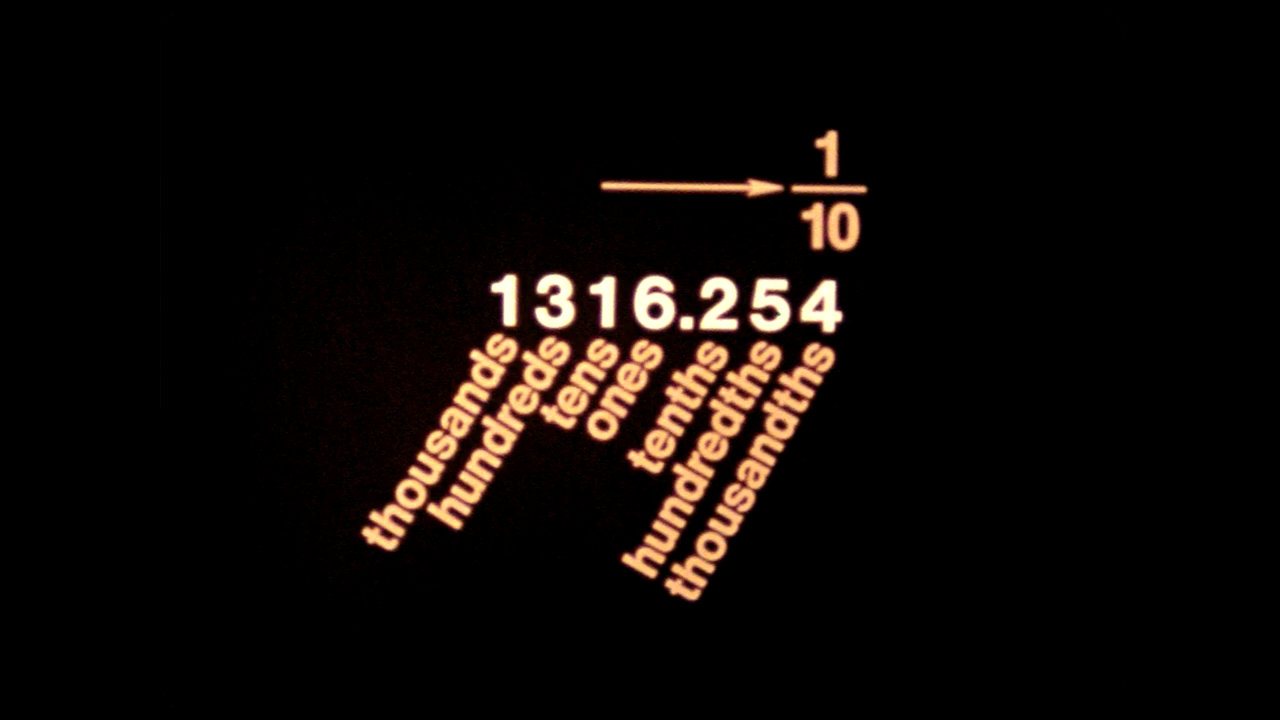 1
10
1316.254
thousands
hundreds
tens
ones
tenths
hundredths
thousandths